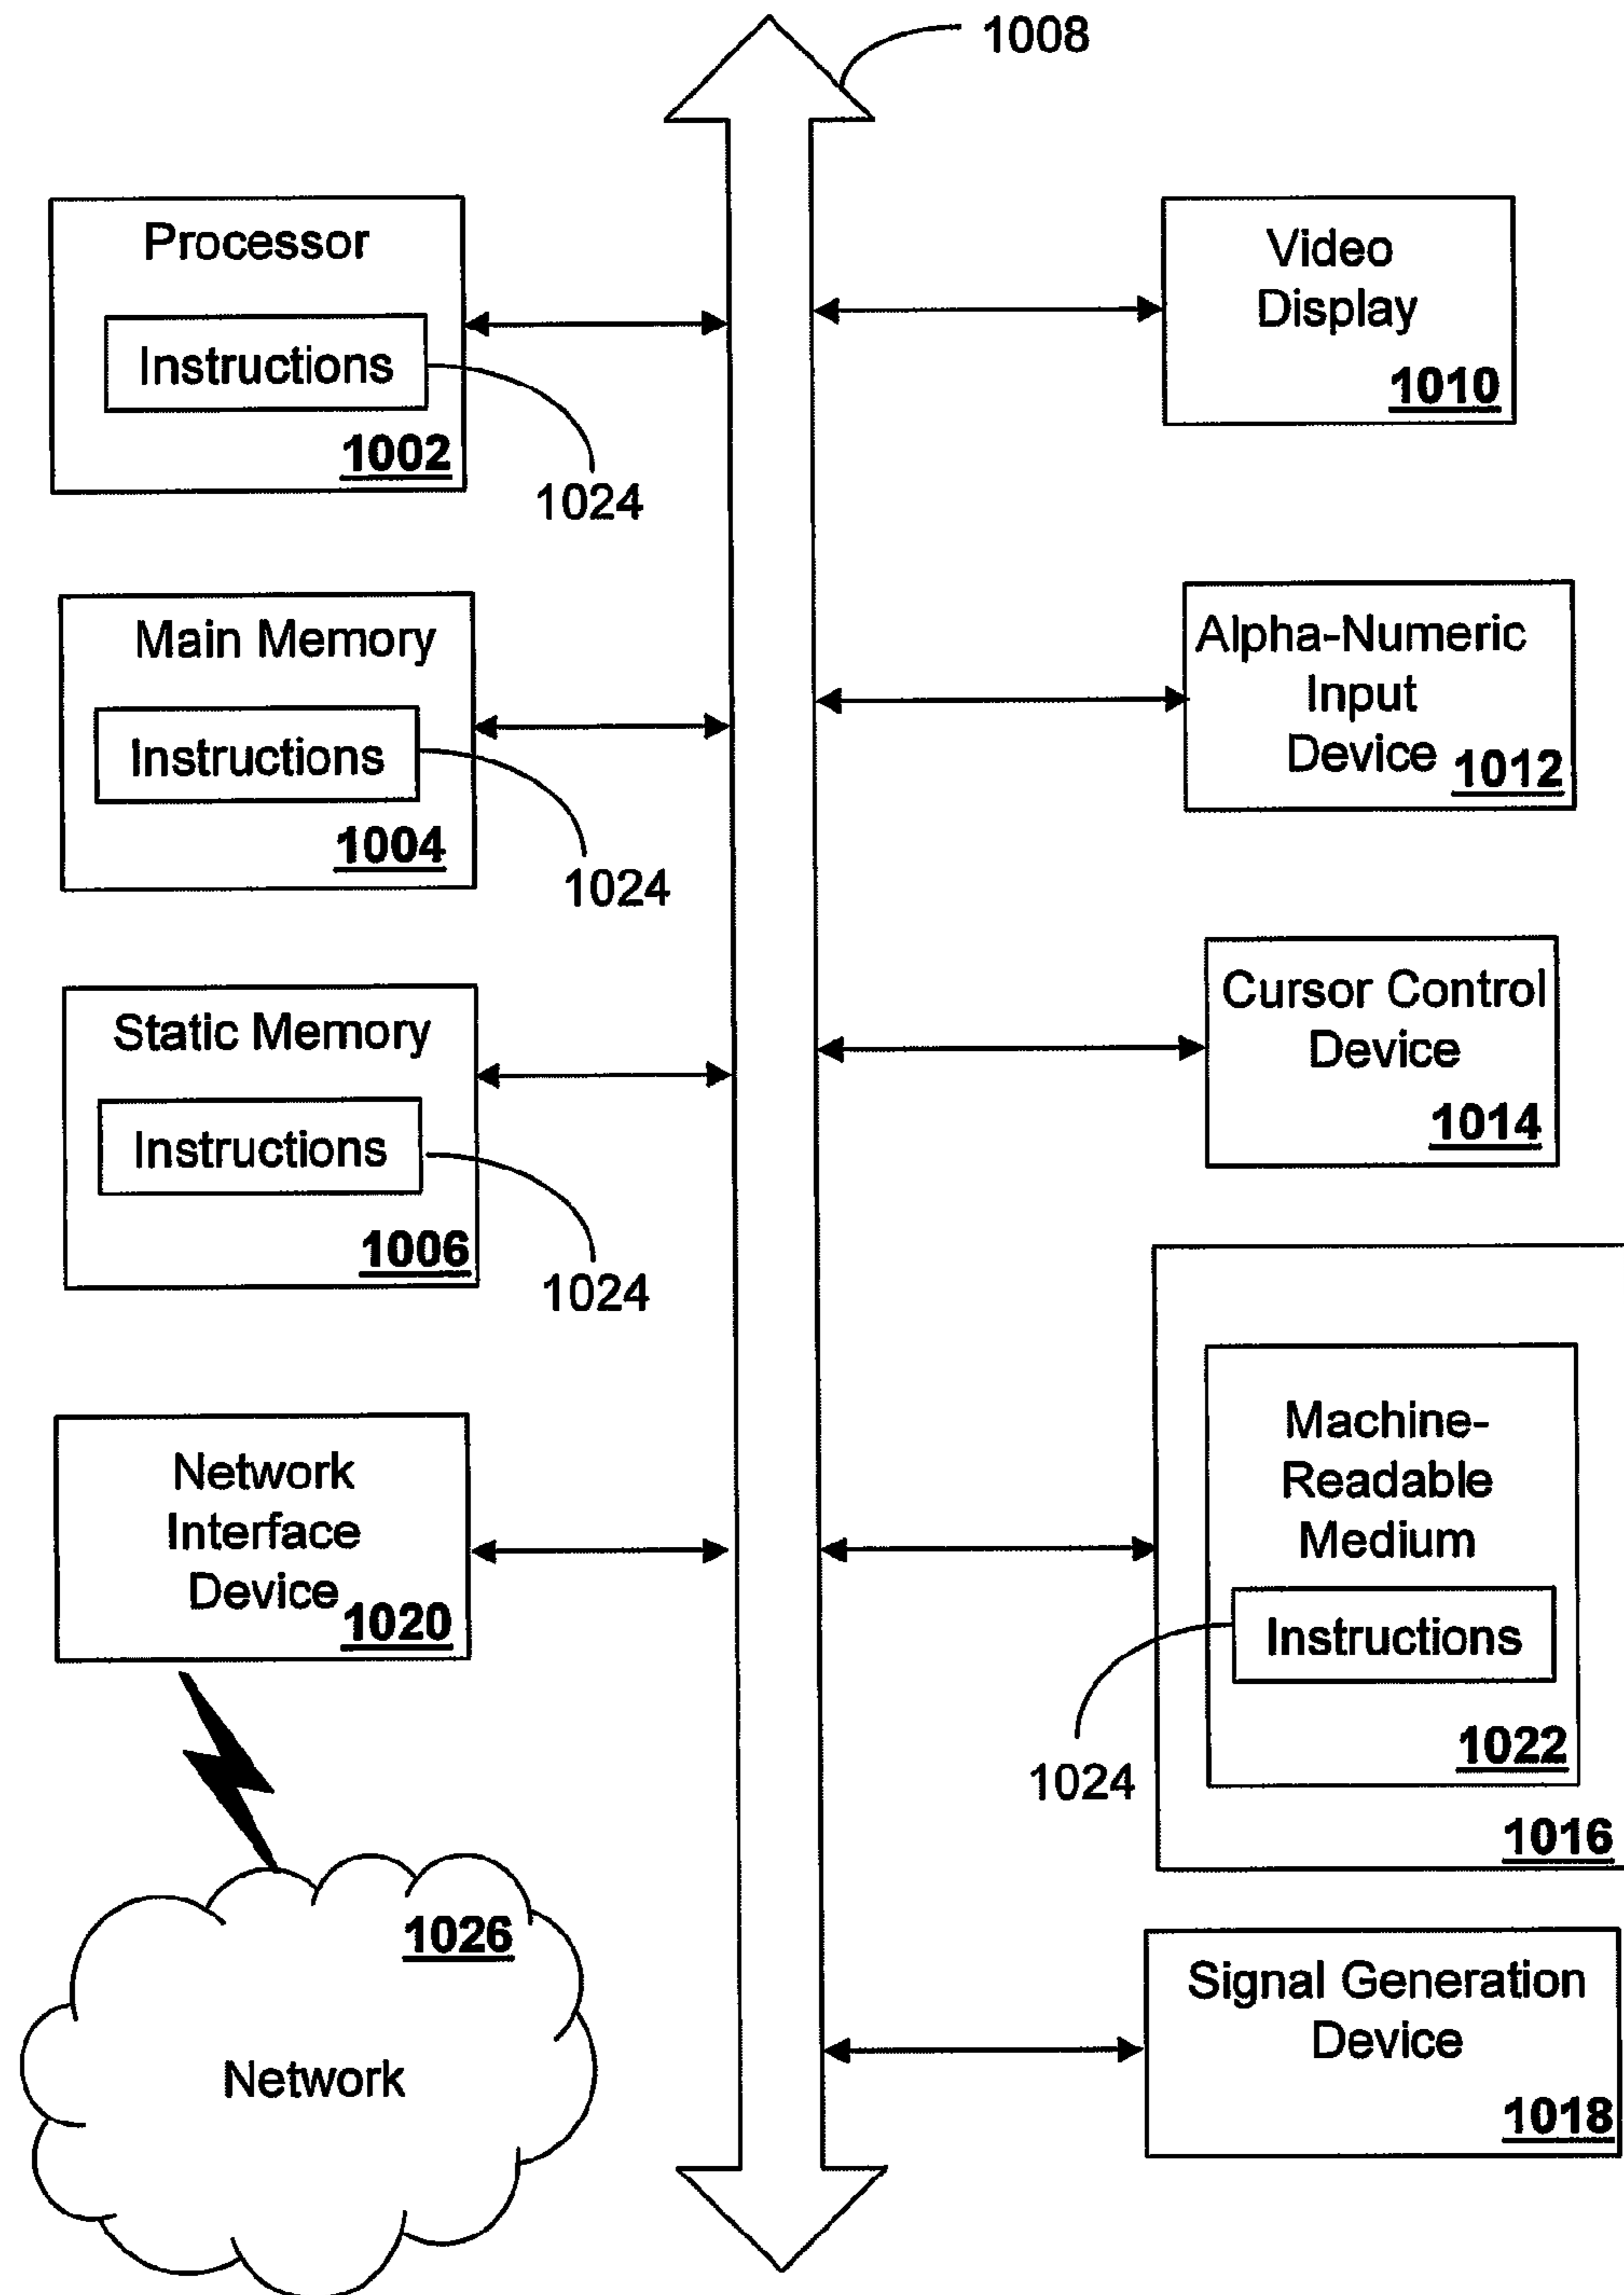 1008
Processor
Instructions
1002
1024
Video
Display
1010
Main Memory
Instructions
1004
1024
Alpha-Numeric
Input
Device 1012
Static Memory
Instructions
1006
1024
Cursor Control
Device
1014
Network
Interface
Device
1020
Machine-
Readable
Medium
Instructions
1022
1024
1016
1026
Network
Signal Generation
Device
1018